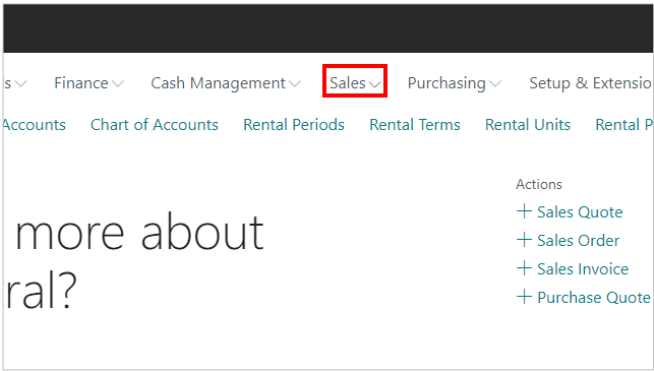 s Finance Cash Management Sales Purchasing Setup & Extensio
Accounts Chart of Accounts Rental Periods Rental Terms Rental Units Rental P
Actions
more about
ral?
+ Sales Quote
+ Sales Order
+ Sales Invoice
+ Purchase Quote